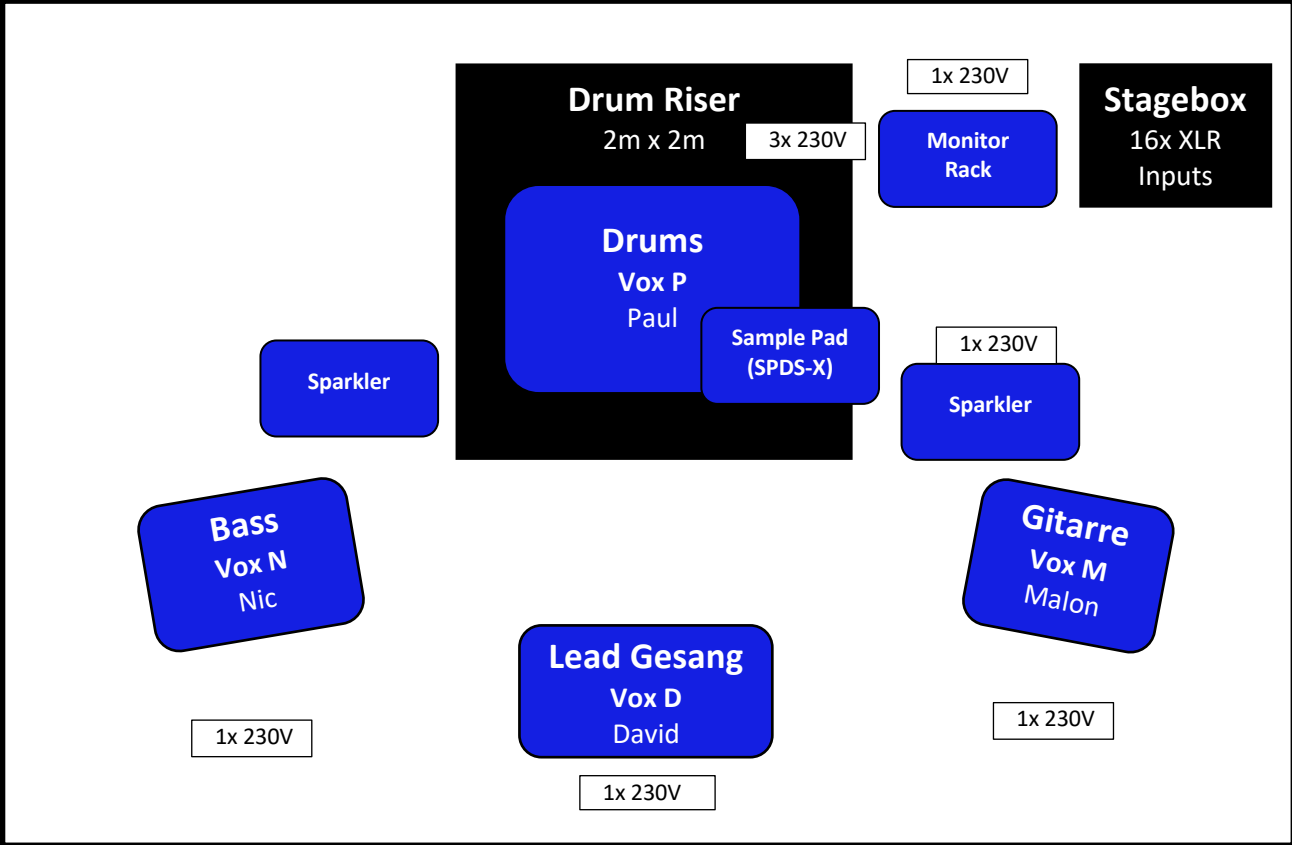 1x 230V
Drum Riser
2m x 2m
3x 230V
Monitor
Rack
Stagebox
16x XLR
Inputs
Drums
Vox P
Paul
Sample Pad
(SPDS-X)
Sparkler
1x 230V
Sparkler
Bass
Vox N
Nic
Gitarre
Vox M
Malon
Lead Gesang
Vox D
David
1x 230V
1x 230V
1x 230V